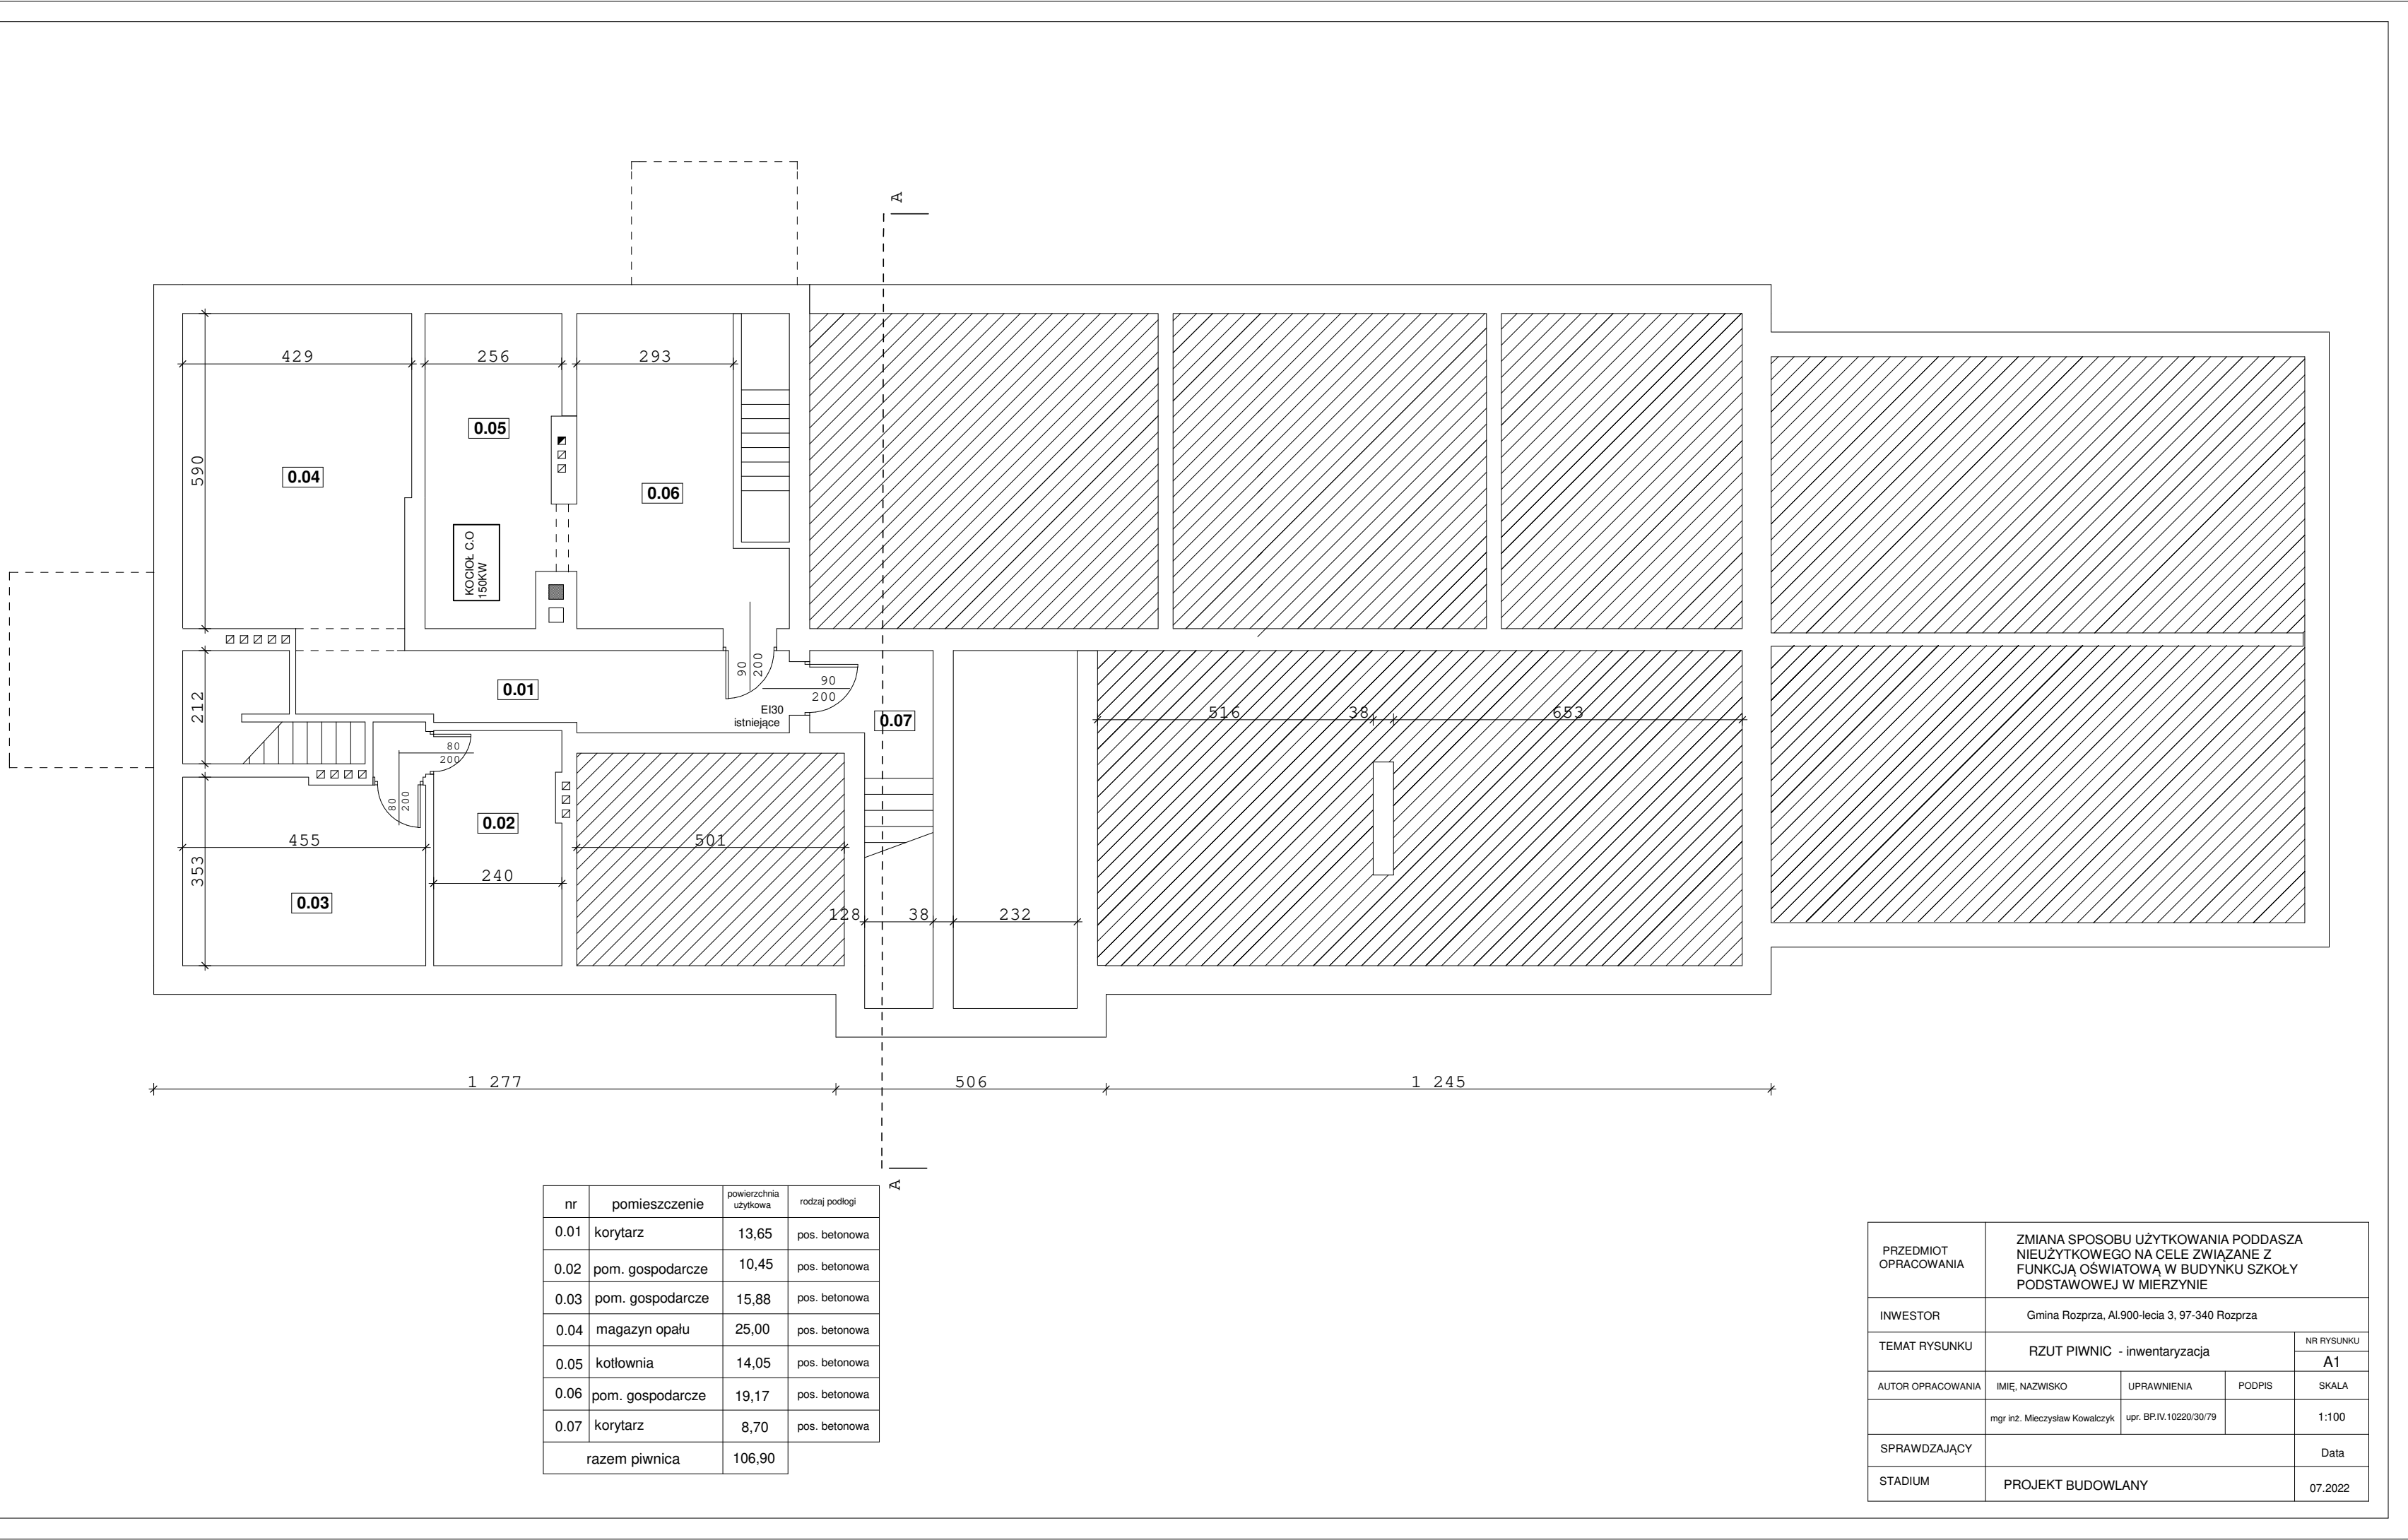 A
429
256
293
590
0.05
0.04
0.06
KOCIOŁ C.O
150KW
90
200
0.01
90
200
EI30
istniejące
212
0.07
516
38
653
80
200
80
200
0.02
455
501
353
240
0.03
128
38
232
1 277
506
1 245
A
nr pomieszczenie powierzchnia użytkowa rodzaj podłogi
0.01 korytarz 13,65 pos. betonowa
0.02 pom. gospodarcze 10,45 pos. betonowa
0.03 pom. gospodarcze 15,88 pos. betonowa
0.04 magazyn opału 25,00 pos. betonowa
0.05 kotłownia 14,05 pos. betonowa
0.06 pom. gospodarcze 19,17 pos. betonowa
0.07 korytarz 8,70 pos. betonowa
razem piwnica 106,90
PRZEDMIOT
OPRACOWANIA
ZMIANA SPOSOBU UŻYTKOWANIA PODDASZA
NIEUŻYTKOWEGO NA CELE ZWIĄZANE Z
FUNKCJĄ OŚWIATOWĄ W BUDYNKU SZKOŁY
PODSTAWOWEJ W MIERZYNIE
INWESTOR Gmina Rozprza, Al.900-lecia 3, 97-340 Rozprza
TEMAT RYSUNKU RZUT PIWNIC - inwentaryzacja
NR RYSUNKU
A1
AUTOR OPRACOWANIA IMIĘ, NAZWISKO UPRAWNIENIA PODPIS SKALA
mgr inż. Mieczysław Kowalczyk upr. BP.IV.10220/30/79 1:100
SPRAWDZAJĄCY Data
STADIUM PROJEKT BUDOWLANY 07.2022